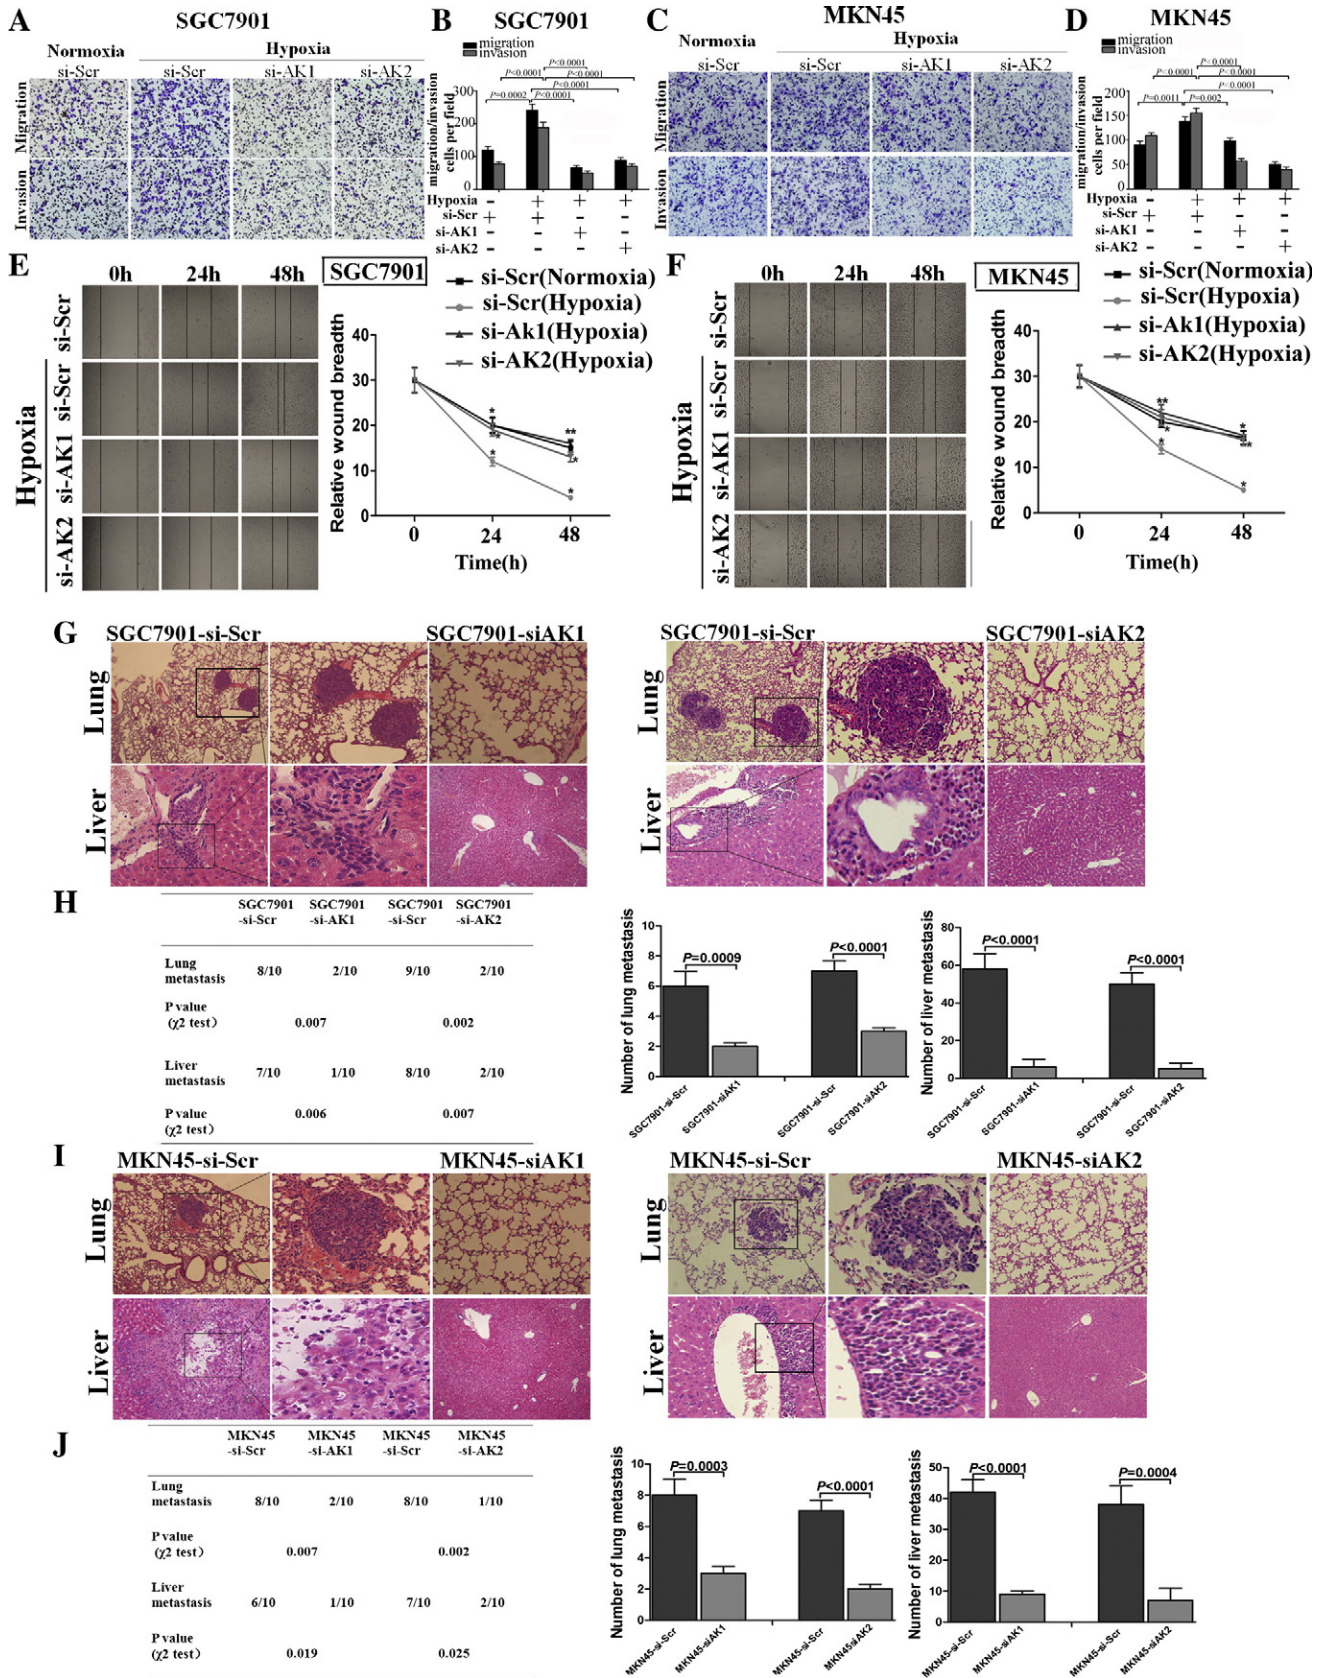 A
SGC7901
Normoxia
Hypoxia
si-Scr
si-Scr
si-AK1
si-AK2
Migration
Invasion
B
SGC7901
migration
invasion
P<0.0001
P<0.0001
P<0.0001
P<0.0001
P=0.0002
P<0.0001
migration/invasion
cells per field
300
200
100
0
Hypoxia - + + +
si-Scr + +
si-AK1 +
si-AK2 +
C
MKN45
Normoxia
Hypoxia
si-Scr
si-Scr
si-AK1
si-AK2
Migration
Invasion
D
MKN45
migration
invasion
P<0.0001
P<0.0001
P<0.0001
P<0.0001
P=0.0011
P=0.002
migration/invasion
cells per field
200
150
100
50
0
Hypoxia - + + +
si-Scr + +
si-AK1 +
si-AK2 +
E
0h
24h
48h
Hypoxia
si-Scr
si-Scr
si-AK1
si-AK2
SGC7901
si-Scr(Normoxia)
si-Scr(Hypoxia)
si-Ak1(Hypoxia)
si-AK2(Hypoxia)
Relative wound breadth
40
30
20
10
0
* * * ** * *
0 24 48
Time(h)
F
0h
24h
48h
Hypoxia
si-Scr
si-Scr
si-AK1
si-AK2
MKN45
si-Scr(Normoxia)
si-Scr(Hypoxia)
si-Ak1(Hypoxia)
si-AK2(Hypoxia)
Relative wound breadth
40
30
20
10
0
** * * * * *
0 24 48
Time(h)
G
SGC7901-si-Scr
SGC7901-siAK1
SGC7901-si-Scr
SGC7901-siAK2
Lung
Liver
Lung
Liver
H
SGC7901 SGC7901 SGC7901 SGC7901
-si-Scr -si-AK1 -si-Scr -si-AK2
Lung
metastasis 8/10 2/10 9/10 2/10
P value
(χ2 test) 0.007 0.002
Liver
metastasis 7/10 1/10 8/10 2/10
P value 0.006 0.007
(χ2 test)
Number of lung metastasis
10
8
6
4
2
0
P=0.0009
P<0.0001
SGC7901-si-Scr
SGC7901-siAK1
SGC7901-si-Scr
SGC7901-siAK2
Number of liver metastasis
80
60
40
20
0
P<0.0001
P<0.0001
SGC7901-si-Scr
SGC7901-siAK1
SGC7901-si-Scr
SGC7901-siAK2
I
MKN45-si-Scr
MKN45-siAK1
MKN45-si-Scr
MKN45-siAK2
Lung
Liver
Lung
Liver
J
MKN45 MKN45 MKN45 MKN45
-si-Scr -si-AK1 -si-Scr -si-AK2
Lung
metastasis 8/10 2/10 8/10 1/10
P value
(χ2 test) 0.007 0.002
Liver
metastasis 6/10 1/10 7/10 2/10
P value
(χ2 test) 0.019 0.025
Number of lung metastasis
10
8
6
4
2
0
P=0.0003
P<0.0001
MKN45-si-Scr
MKN45-siAK1
MKN45-si-Scr
MKN45siAK2
Number of liver metastasis
50
40
30
20
10
0
P<0.0001
P=0.0004
MKN45-si-Scr
MKN45-siAK1
MKN45-si-Scr
MKN45-siAK2